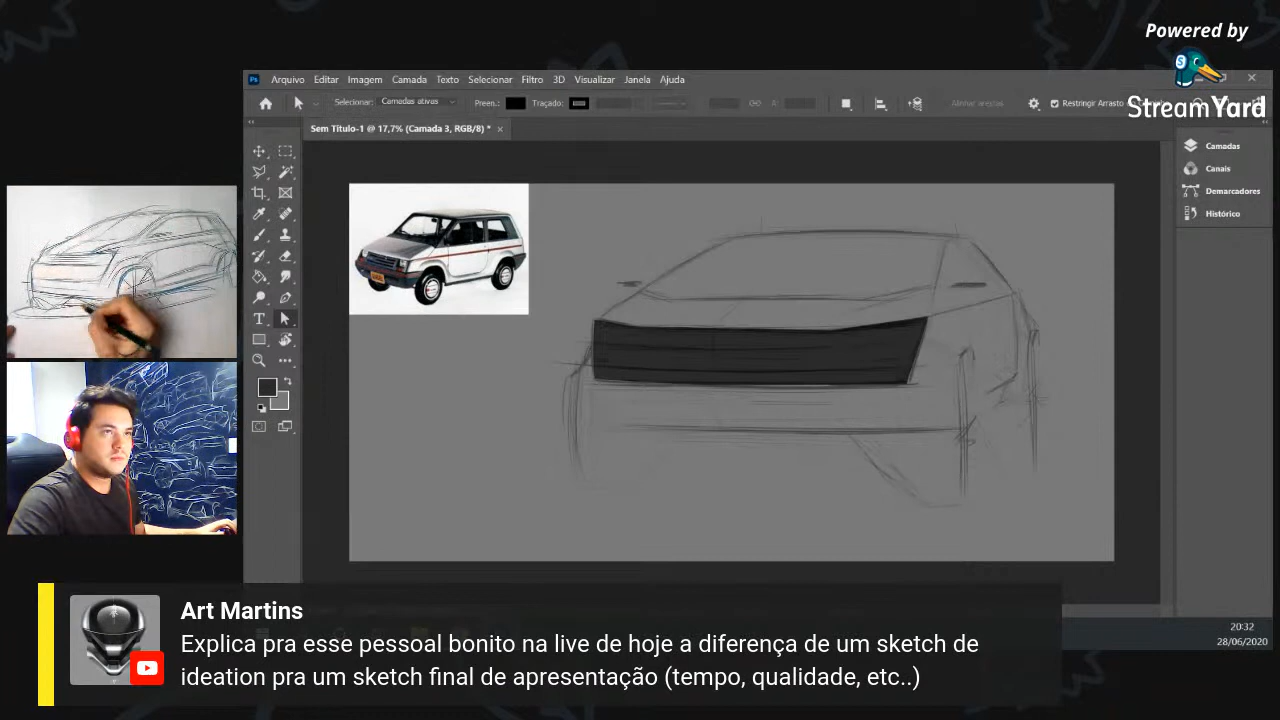 Powered by
StreamYard
Ps Arquivo Editar Imagem Camada Texto Selecionar Filtro 3D Visualizar Janela Ajuda
Selecionar: Camadas ativas Preen.: Traçado: A: Alinhar arestas Restringir Arrasto
Sem Título-1 @ 17,7% (Camada 3, RGB/8) * ×
Camadas
Canais
Demarcadores
Histórico
20:32
28/06/2020
Art Martins
Explica pra esse pessoal bonito na live de hoje a diferença de um sketch de
ideation pra um sketch final de apresentação (tempo, qualidade, etc..)